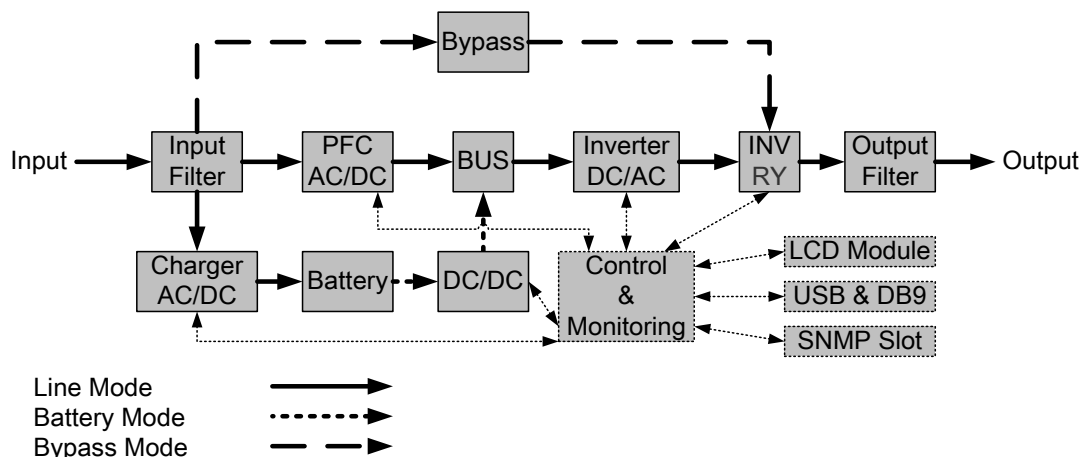 Bypass
Input
Input
Filter
PFC
AC/DC
BUS
Inverter
DC/AC
INV
RY
Output
Filter
Output
Charger
AC/DC
Battery
DC/DC
Control
&
Monitoring
LCD Module
USB & DB9
SNMP Slot
Line Mode
Battery Mode
Bypass Mode